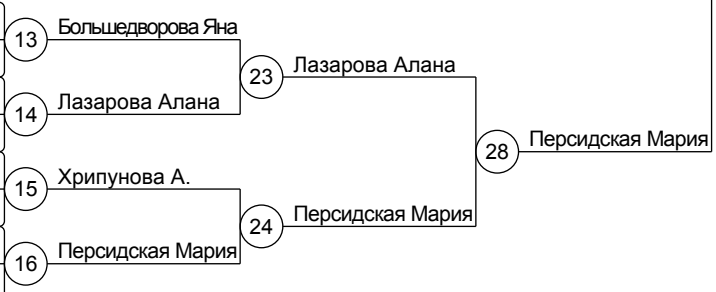 13
Большедворова Яна
23
Лазарова Алана
14
Лазарова Алана
28
Персидская Мария
15
Хрипунова А.
24
Персидская Мария
16
Персидская Мария